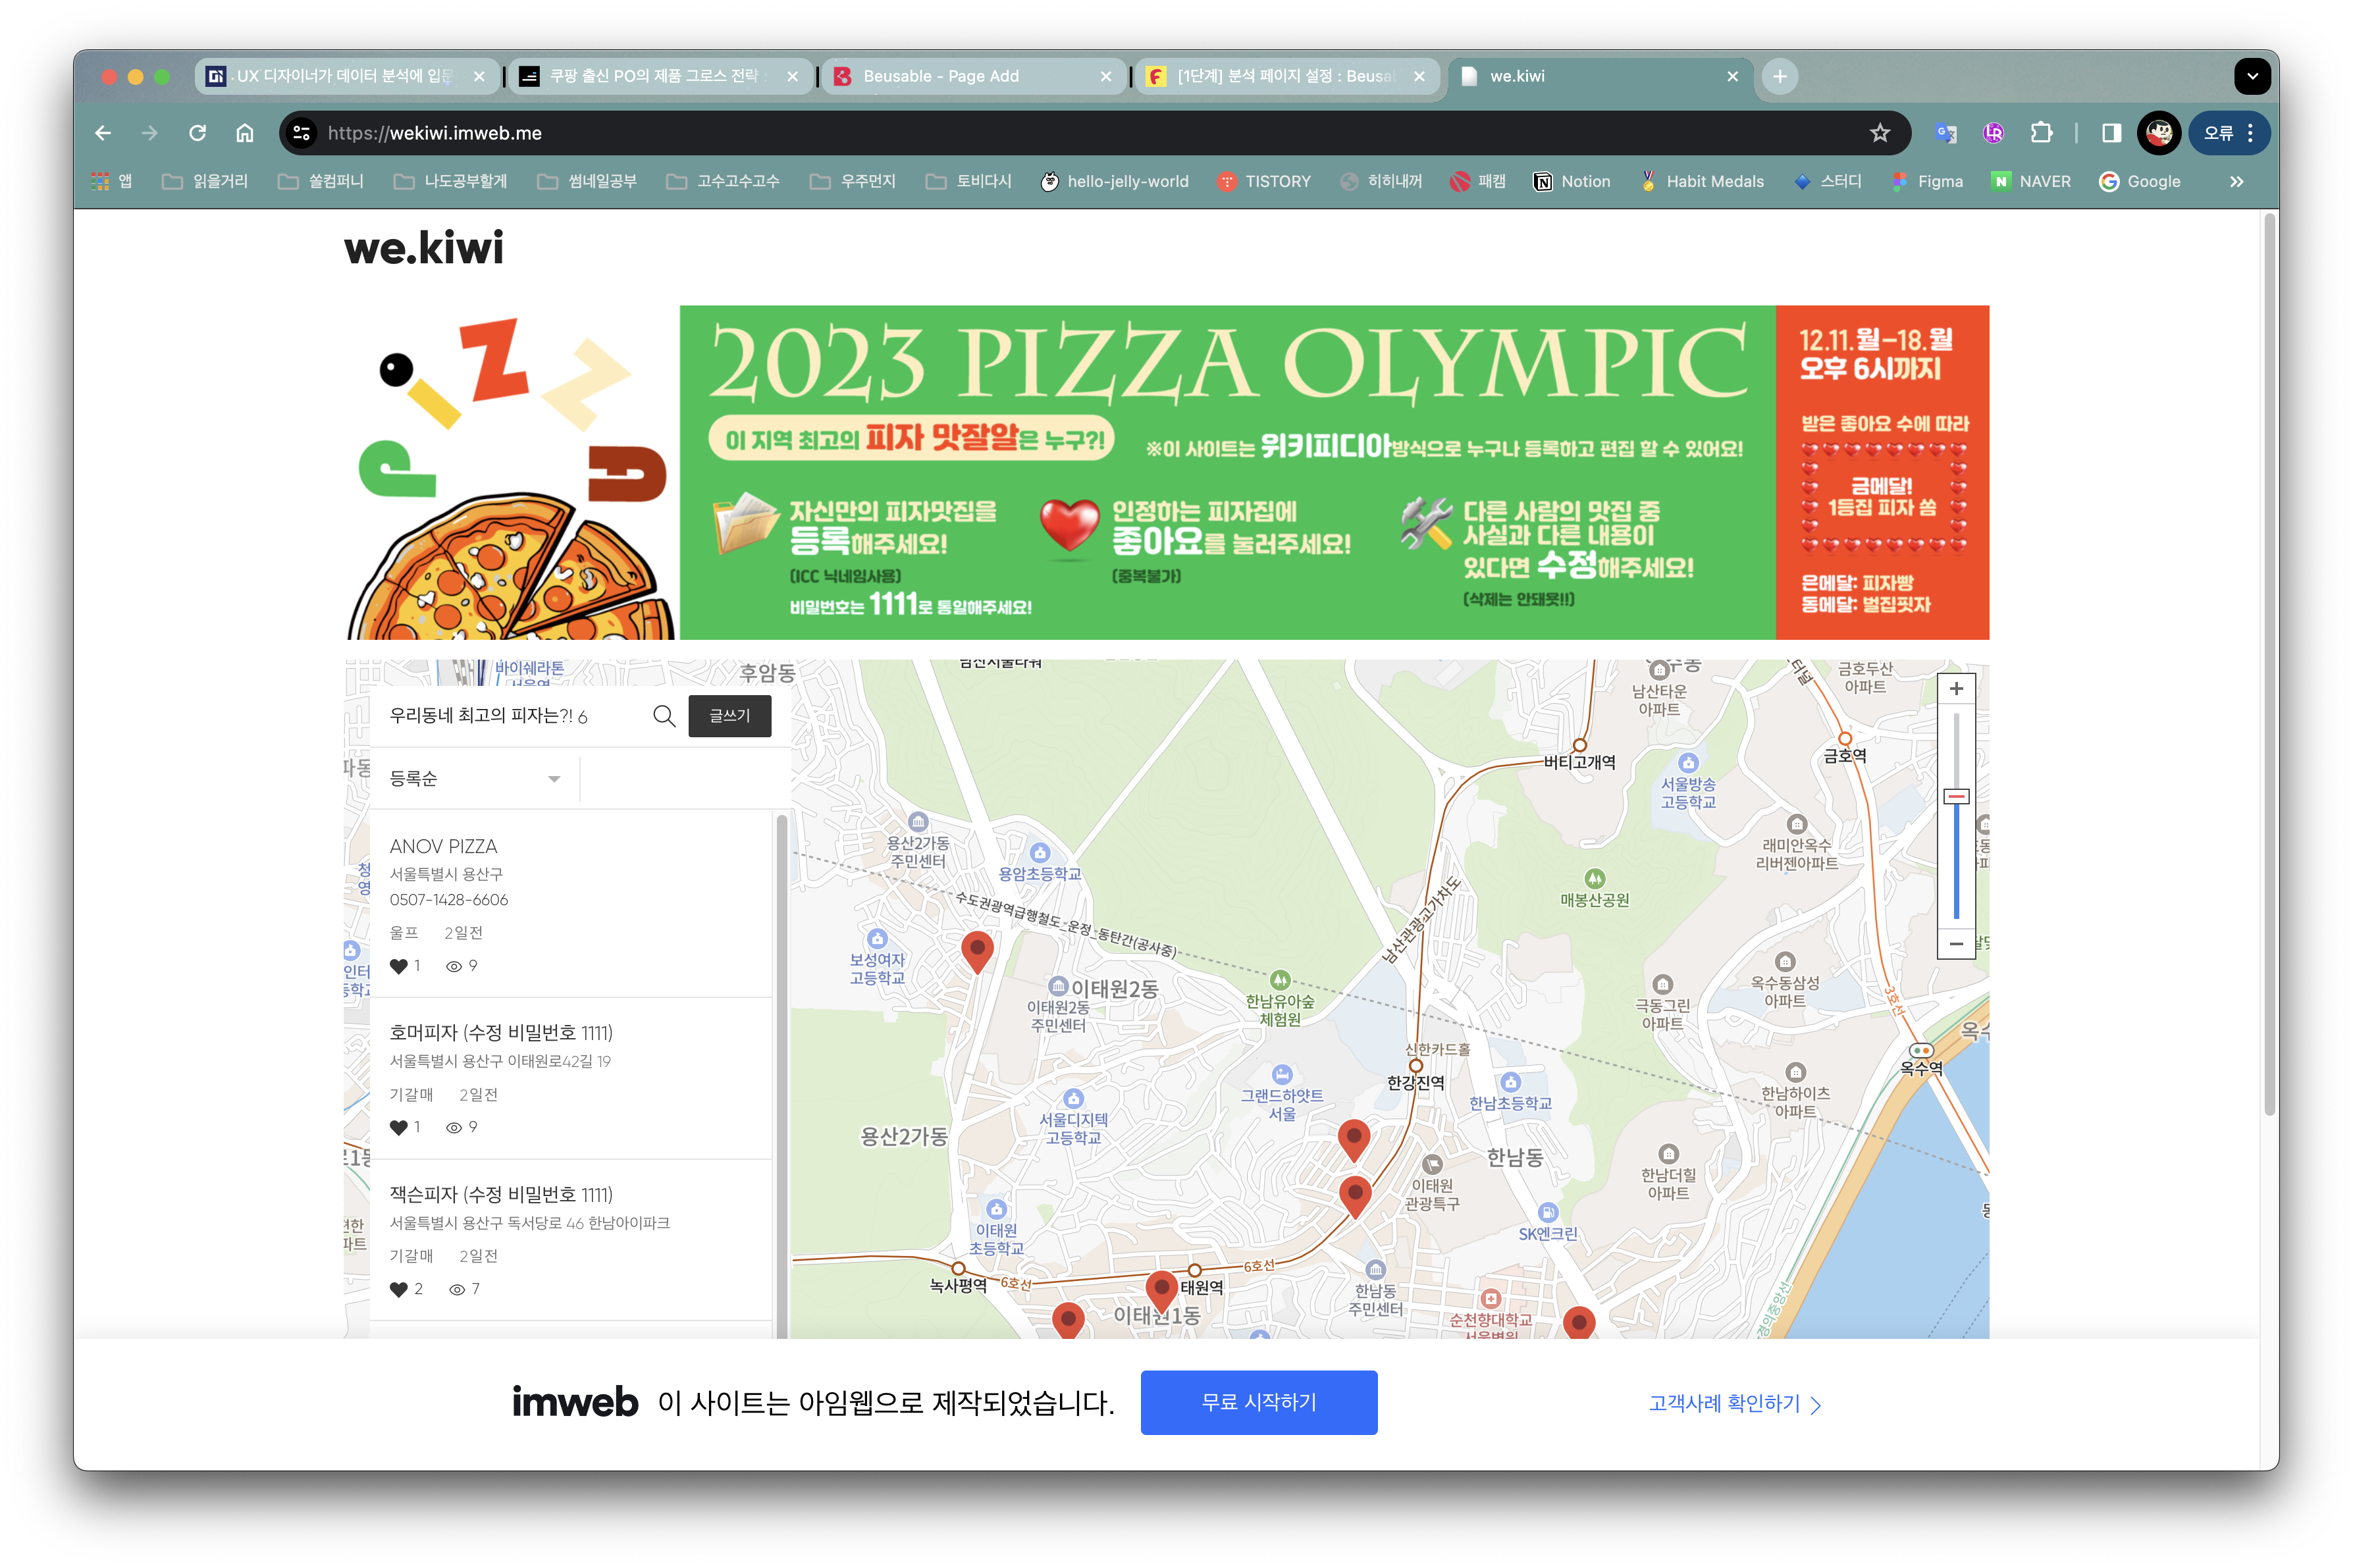 UX 디자이너가 데이터 분석에 입문
쿠팡 출신 PO의 제품 그로스 전략 :
Beusable - Page Add
[1단계] 분석 페이지 설정 : Beusa
we.kiwi
https://wekiwi.imweb.me
오류
앱
읽을거리
쏠컴퍼니
나도공부할게
썸네일공부
고수고수고수
우주먼지
토비다시
hello-jelly-world
TISTORY
히히내꺼
패캠
Notion
Habit Medals
스터디
Figma
NAVER
Google
we.kiwi
PIZZA
2023 PIZZA OLYMPIC
이 지역 최고의 피자 맛잘알은 누구?!
※이 사이트는 위키피디아방식으로 누구나 등록하고 편집 할 수 있어요!
자신만의 피자맛집을
등록해주세요!
(ICC 닉네임사용)
비밀번호는 1111로 통일해주세요!
인정하는 피자집에
좋아요를 눌러주세요!
(중복불가)
다른 사람의 맛집 중
사실과 다른 내용이
있다면 수정해주세요!
(삭제는 안돼욧!!)
12.11.월-18.월
오후 6시까지
받은 좋아요 수에 따라
금메달!
1등집 피자 쏨
은메달: 피자빵
동메달: 벌집핏자
우리동네 최고의 피자는?! 6
글쓰기
등록순
ANOV PIZZA
서울특별시 용산구
0507-1428-6606
울프 2일전
1 9
호머피자 (수정 비밀번호 1111)
서울특별시 용산구 이태원로42길 19
기갈매 2일전
1 9
잭슨피자 (수정 비밀번호 1111)
서울특별시 용산구 독서당로 46 한남아이파크
기갈매 2일전
2 7
바이쉐라톤
후암동
남산서울타워
남산타운
아파트
금호두산
아파트
터널
버티고개역
금호역
서울방송
고등학교
래미안옥수
리버젠아파트
용산2가동
주민센터
용암초등학교
매봉산공원
수도권광역급행철도_운정_동탄간(공사중)
남산관광고가차도
보성여자
고등학교
이태원2동
이태원2동
주민센터
한남유아숲
체험원
옥수동삼성
아파트
극동그린
아파트
3호선
신한카드홀
한강진역
옥수역
그랜드하얏트
서울
한남초등학교
한남하이츠
아파트
서울디지텍
고등학교
용산2가동
한남동
한남더힐
아파트
이태원
관광특구
이태원
초등학교
SK엔크린
녹사평역
6호선
태원역
6호선
이태원1동
한남동
주민센터
순천향대학교
서울병원
경의중앙선
imweb 이 사이트는 아임웹으로 제작되었습니다.
무료 시작하기
고객사례 확인하기